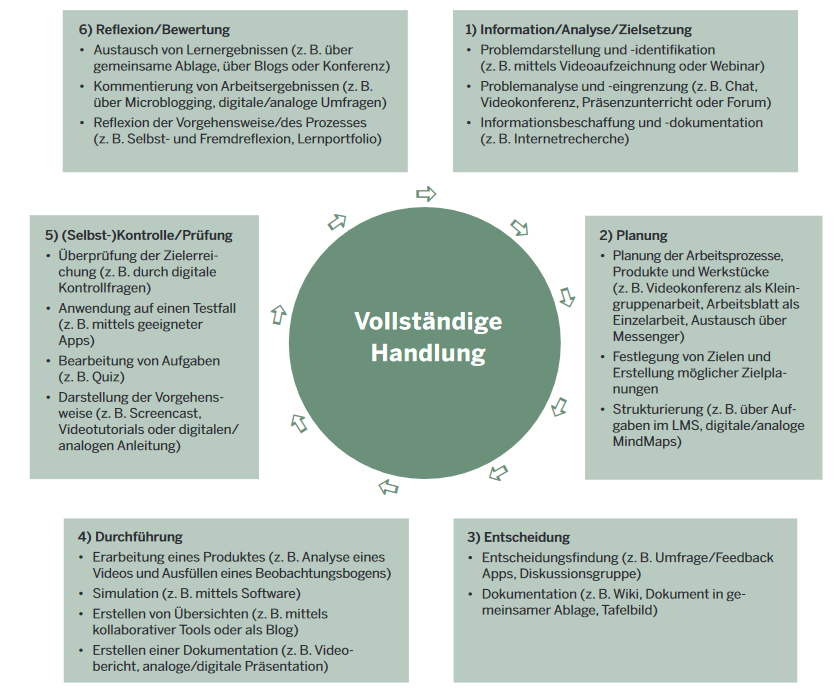 6) Reflexion/Bewertung
• Austausch von Lernergebnissen (z. B. über
gemeinsame Ablage, über Blogs oder Konferenz)
• Kommentierung von Arbeitsergebnissen (z. B.
über Microblogging, digitale/analoge Umfragen)
• Reflexion der Vorgehensweise/des Prozesses
(z. B. Selbst- und Fremdreflexion, Lernportfolio)
1) Information/Analyse/Zielsetzung
• Problemdarstellung und -identifikation
(z. B. mittels Videoaufzeichnung oder Webinar)
• Problemanalyse und -eingrenzung (z. B. Chat,
Videokonferenz, Präsenzunterricht oder Forum)
• Informationsbeschaffung und -dokumentation
(z. B. Internetrecherche)
5) (Selbst-)Kontrolle/Prüfung
• Überprüfung der Zielerrei-
chung (z. B. durch digitale
Kontrollfragen)
• Anwendung auf einen Testfall
(z. B. mittels geeigneter
Apps)
• Bearbeitung von Aufgaben
(z. B. Quiz)
• Darstellung der Vorgehens-
weise (z. B. Screencast,
Videotutorials oder digitalen/
analogen Anleitung)
Vollständige
Handlung
2) Planung
• Planung der Arbeitsprozesse,
Produkte und Werkstücke
(z. B. Videokonferenz als Klein-
gruppenarbeit, Arbeitsblatt als
Einzelarbeit, Austausch über
Messenger)
• Festlegung von Zielen und
Erstellung möglicher Zielpla-
nungen
• Strukturierung (z. B. über Auf-
gaben im LMS, digitale/analoge
MindMaps)
4) Durchführung
• Erarbeitung eines Produktes (z. B. Analyse eines
Videos und Ausfüllen eines Beobachtungsbogens)
• Simulation (z. B. mittels Software)
• Erstellen von Übersichten (z. B. mittels
kollaborativer Tools oder als Blog)
• Erstellen einer Dokumentation (z. B. Video-
bericht, analoge/digitale Präsentation)
3) Entscheidung
• Entscheidungsfindung (z. B. Umfrage/Feedback
Apps, Diskussionsgruppe)
• Dokumentation (z. B. Wiki, Dokument in ge-
meinsamer Ablage, Tafelbild)